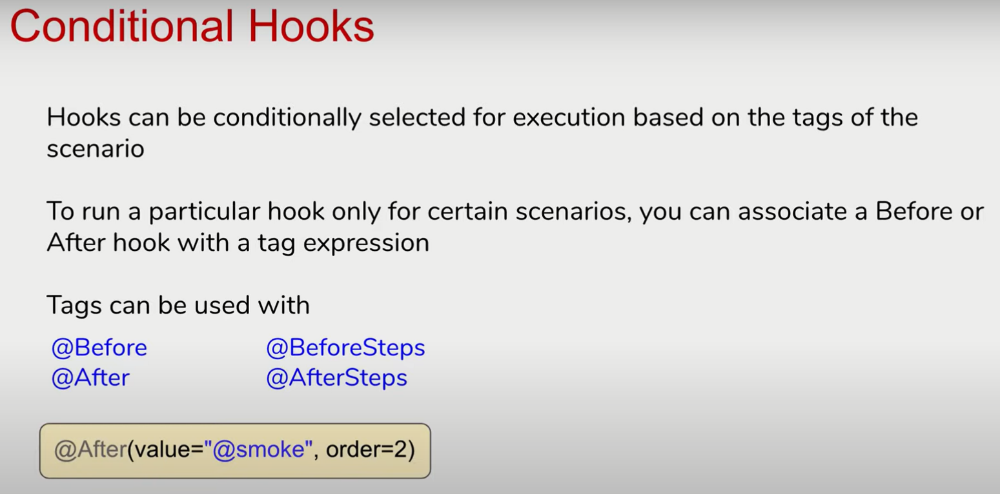 Conditional Hooks
Hooks can be conditionally selected for execution based on the tags of the
scenario
To run a particular hook only for certain scenarios, you can associate a Before or
After hook with a tag expression
Tags can be used with
@Before @BeforeSteps
@After @AfterSteps
@After(value="@smoke", order=2)